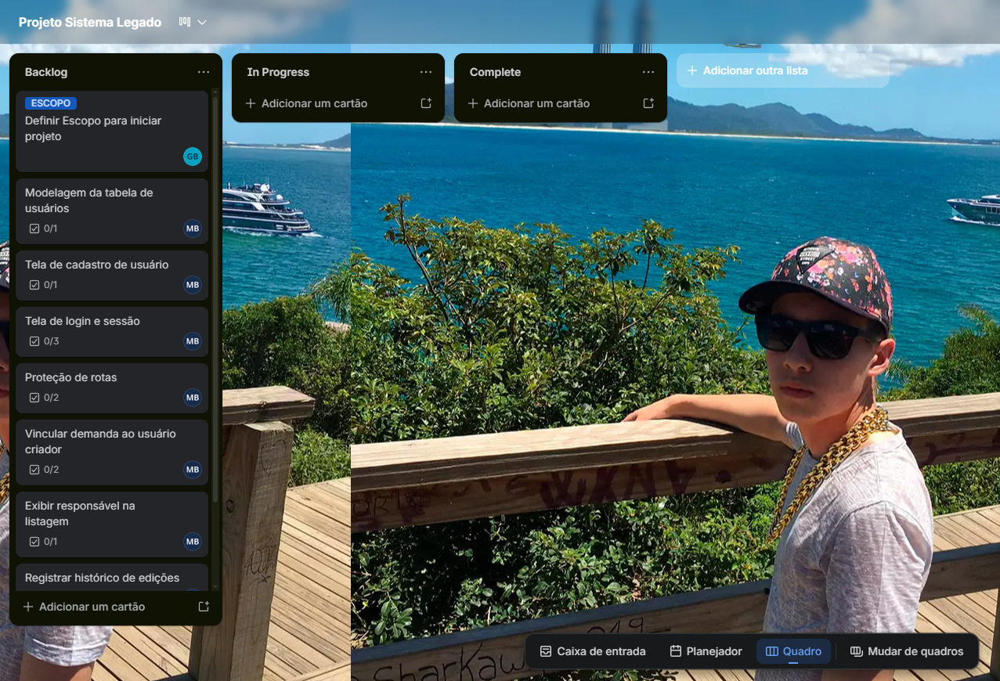 Projeto Sistema Legado
Backlog
ESCOPO
Definir Escopo para iniciar
projeto
GB
Modelagem da tabela de
usuários
0/1
MB
Tela de cadastro de usuário
0/1
MB
Tela de login e sessão
0/3
MB
Proteção de rotas
0/2
MB
Vincular demanda ao usuário
criador
0/2
MB
Exibir responsável na
listagem
0/1
MB
Registrar histórico de edições
Adicionar um cartão
In Progress
Adicionar um cartão
Complete
Adicionar um cartão
Adicionar outra lista
Caixa de entrada
Planejador
Quadro
Mudar de quadros